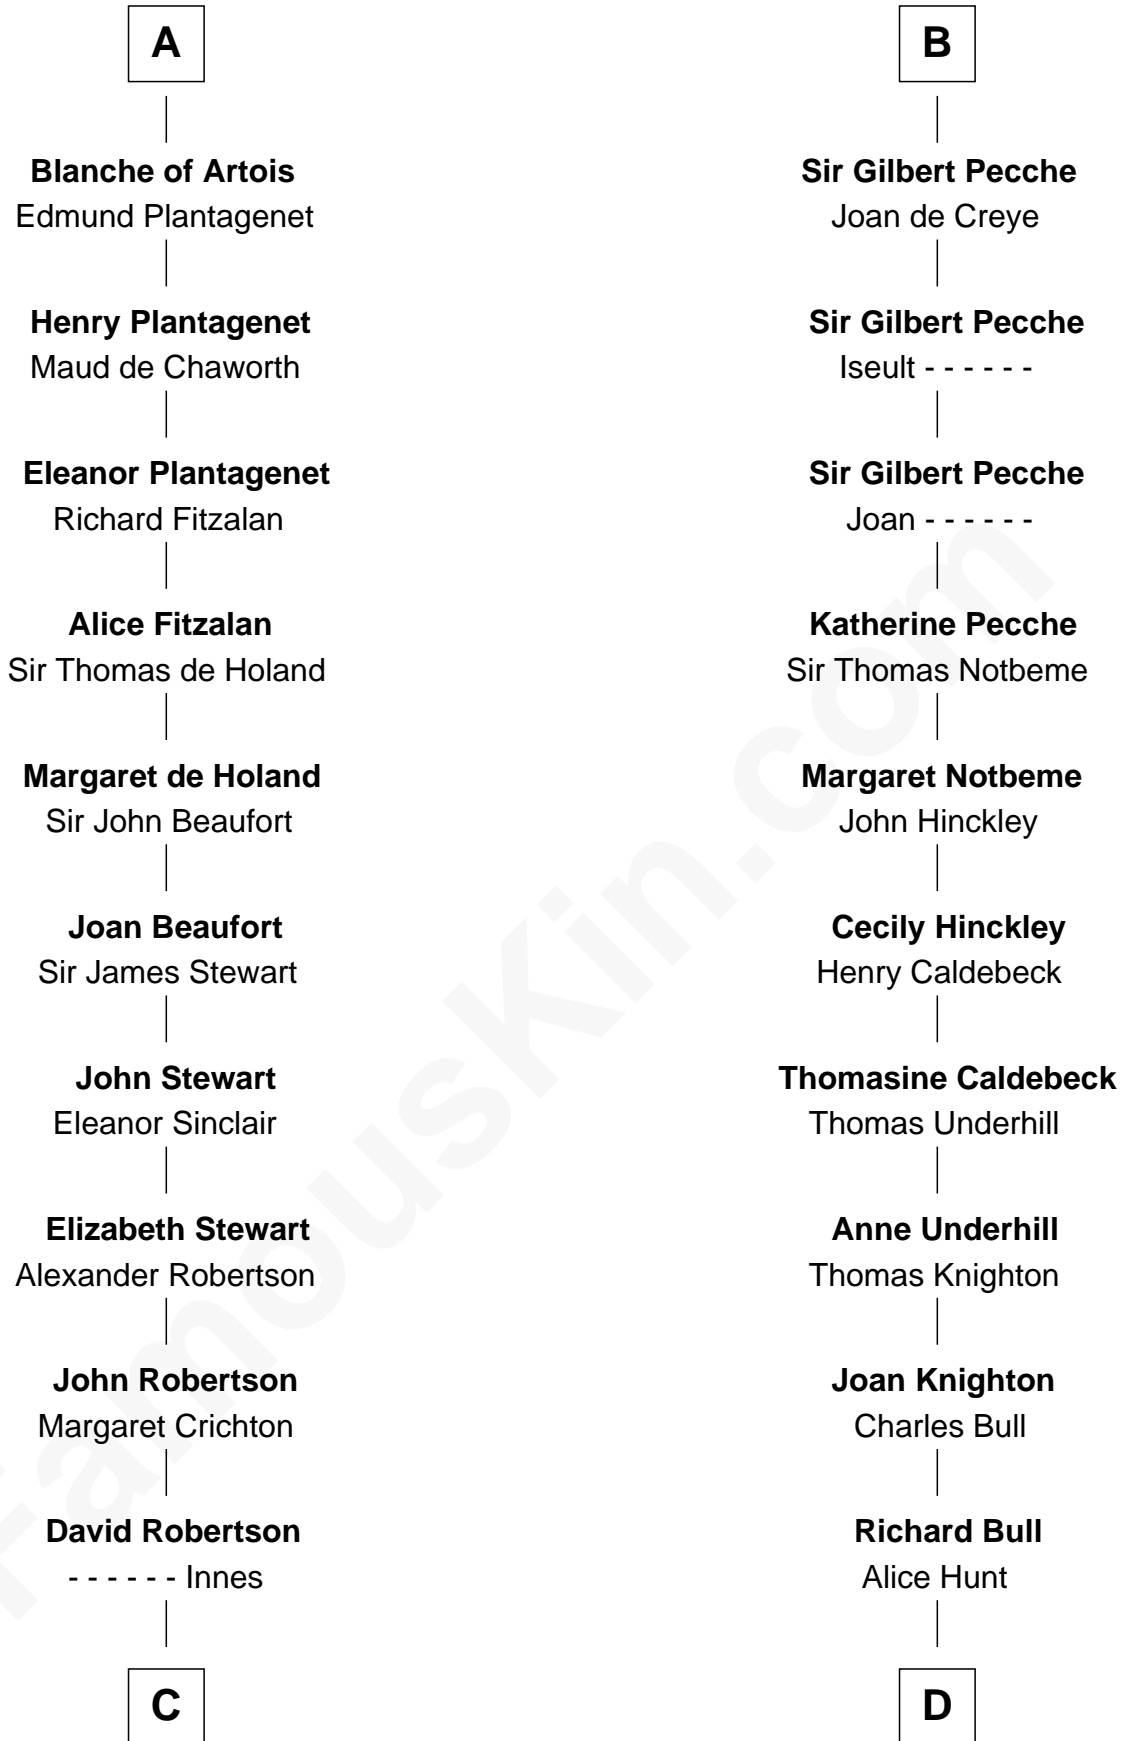 A
Blanche of Artois
Edmund Plantagenet
Henry Plantagenet
Maud de Chaworth
Eleanor Plantagenet
Richard Fitzalan
Alice Fitzalan
Sir Thomas de Holand
Margaret de Holand
Sir John Beaufort
Joan Beaufort
Sir James Stewart
John Stewart
Eleanor Sinclair
Elizabeth Stewart
Alexander Robertson
John Robertson
Margaret Crichton
David Robertson
- - - - - - Innes
C
B
Sir Gilbert Pecche
Joan de Creye
Sir Gilbert Pecche
Iseult - - - - - -
Sir Gilbert Pecche
Joan - - - - - -
Katherine Pecche
Sir Thomas Notbeme
Margaret Notbeme
John Hinckley
Cecily Hinckley
Henry Caldebeck
Thomasine Caldebeck
Thomas Underhill
Anne Underhill
Thomas Knighton
Joan Knighton
Charles Bull
Richard Bull
Alice Hunt
D
FamousKin.com